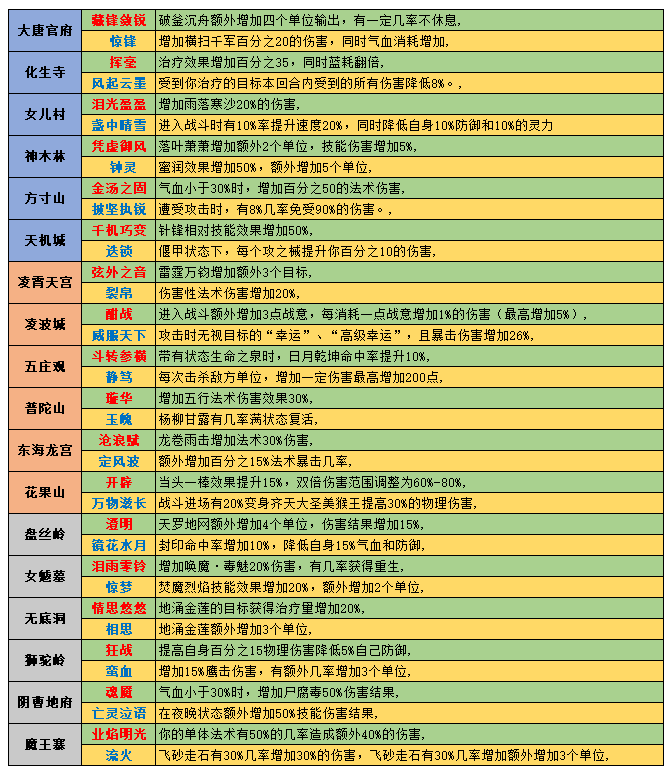 大唐官府
藏锋敛锐 破釜沉舟额外增加四个单位输出，有一定几率不休息,
惊锋 增加横扫千军百分之20的伤害，同时气血消耗增加,
化生寺
挥毫 治疗效果增加百分之35，同时蓝耗翻倍,
风起云墨 受到你治疗的目标本回合内受到的所有伤害降低8%。,
女儿村
泪光盈盈 增加雨落寒沙20%的伤害,
盏中晴雪 进入战斗时有10%率提升速度20%，同时降低自身10%防御和10%的灵力
神木林
凭虚御风 落叶萧萧增加额外2个单位，技能伤害增加5%,
钟灵 蜜润效果增加50%，额外增加5个单位,
方寸山
金汤之固 气血小于30%时，增加百分之50的法术伤害,
披坚执锐 遭受攻击时，有8%几率免受90%的伤害。,
天机城
千机巧变 针锋相对技能效果增加50%,
迭锁 偃甲状态下，每个攻之械提升你百分之10的伤害,
凌霄天宫
弦外之音 雷霆万钧增加额外3个目标,
裂帛 伤害性法术伤害增加20%,
凌波城
酣战 进入战斗额外增加3点战意，每消耗一点战意增加1%的伤害（最高增加5%）,
威服天下 攻击时无视目标的“幸运”、“高级幸运”，且暴击伤害增加26%,
五庄观
斗转参横 带有状态生命之泉时，日月乾坤命中率提升10%,
静笃 每次击杀敌方单位，增加一定伤害最高增加200点,
普陀山
璇华 增加五行法术伤害效果30%,
玉魄 杨柳甘露有几率满状态复活,
东海龙宫
沧浪赋 龙卷雨击增加法术30%伤害,
定风波 额外增加百分之15%法术暴击几率,
花果山
开辟 当头一棒效果提升15%，双倍伤害范围调整为60%-80%,
万物滋长 战斗进场有20%变身齐天大圣美猴王提高30%的物理伤害,
盘丝岭
澄明 天罗地网额外增加4个单位，伤害结果增加15%,
镜花水月 封印命中率增加10%，降低自身15%气血和防御,
女魃墓
泪雨零铃 增加唤魔·毒魅20%伤害，有几率获得重生,
惊梦 焚魔烈焰技能效果增加20%，额外增加2个单位,
无底洞
情思悠悠 地涌金莲的目标获得治疗量增加20%,
相思 地涌金莲额外增加3个单位,
狮驼岭
狂战 提高自身百分之15物理伤害降低5%自己防御,
蛮血 增加15%鹰击伤害，有额外几率增加3个单位,
阴曹地府
魂魇 气血小于30%时，增加尸腐毒50%伤害结果,
亡灵泣语 在夜晚状态额外增加50%技能伤害结果,
魔王寨
业焰明光 你的单体法术有50%的几率造成额外40%的伤害,
流火 飞砂走石有30%几率增加30%的伤害，飞砂走石有30%几率增加额外增加3个单位,